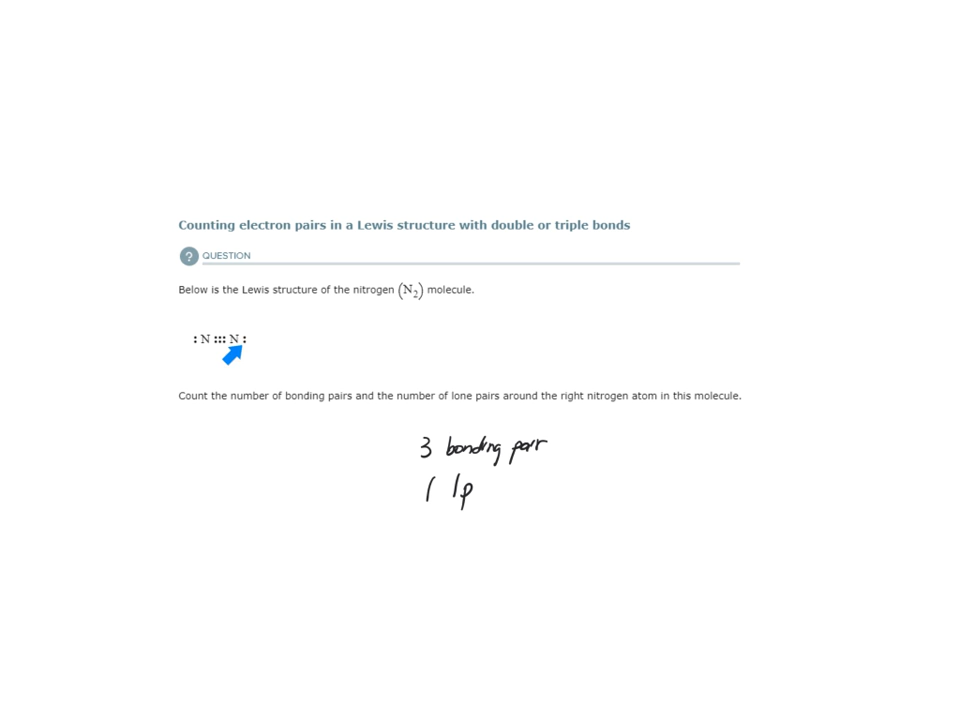 Counting electron pairs in a Lewis structure with double or triple bonds
? QUESTION
Below is the Lewis structure of the nitrogen (N₂) molecule.
:N:::N:
Count the number of bonding pairs and the number of lone pairs around the right nitrogen atom in this molecule.
3 bonding pair
1 lp